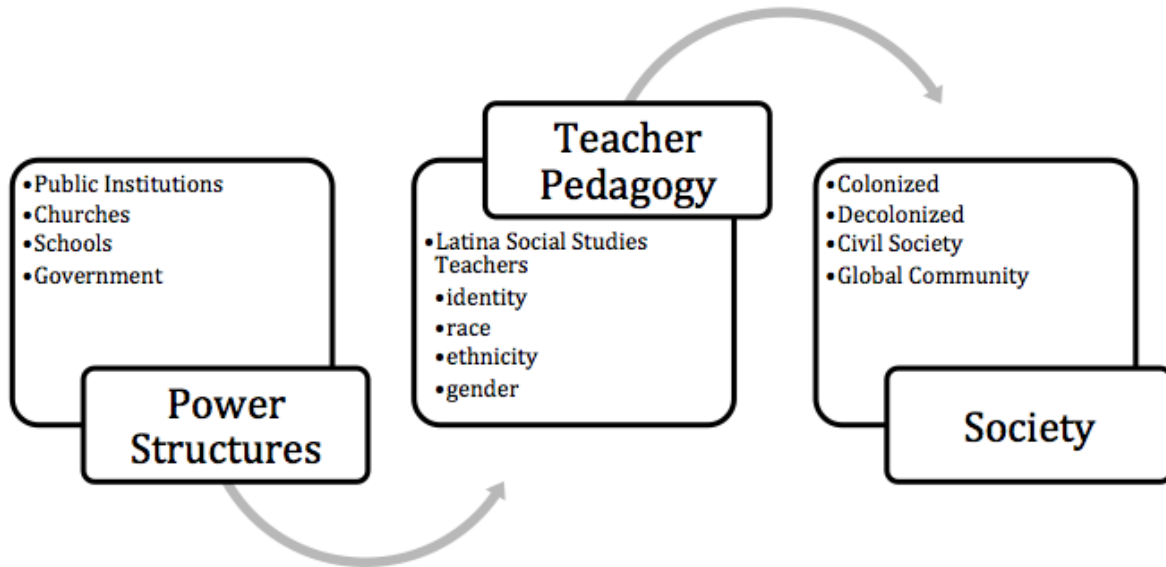 •Public Institutions
•Churches
•Schools
•Government
Power
Structures
Teacher
Pedagogy
•Latina Social Studies
Teachers
•identity
•race
•ethnicity
•gender
•Colonized
•Decolonized
•Civil Society
•Global Community
Society